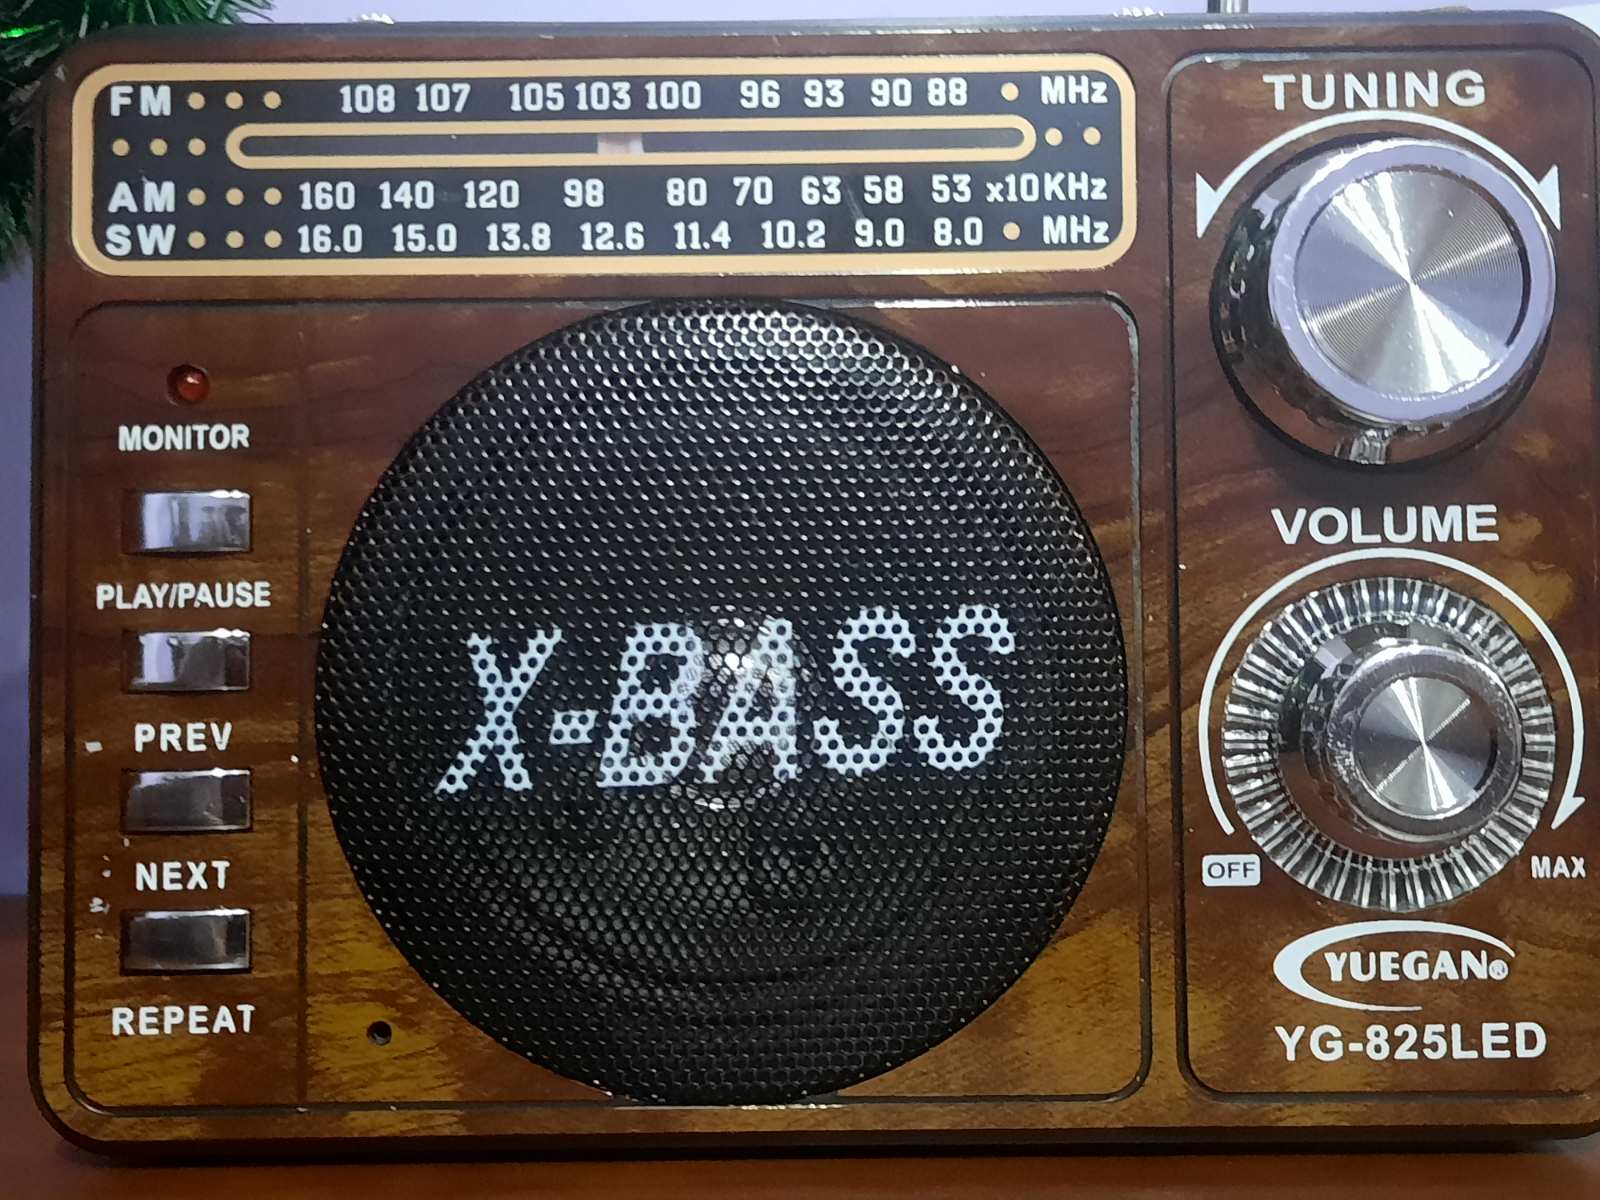 FM 108 107 105 103 100 96 93 90 88 MHz
AM 160 140 120 98 80 70 63 58 53 x10KHz
SW 16.0 15.0 13.8 12.6 11.4 10.2 9.0 8.0 MHz
TUNING
MONITOR
PLAY/PAUSE
PREV
NEXT
REPEAT
X-BASS
VOLUME
OFF MAX
YUEGAN®
YG-825LED